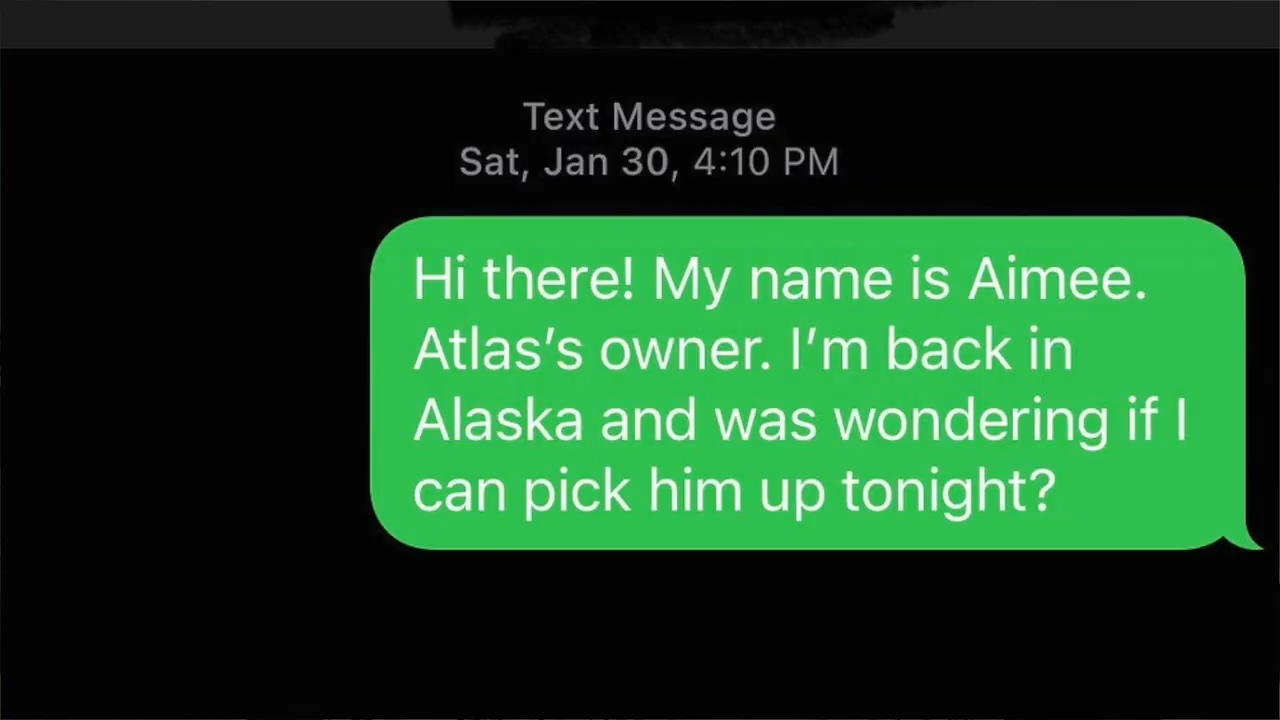 Text Message
Sat, Jan 30, 4:10 PM
Hi there! My name is Aimee.
Atlas’s owner. I’m back in
Alaska and was wondering if I
can pick him up tonight?